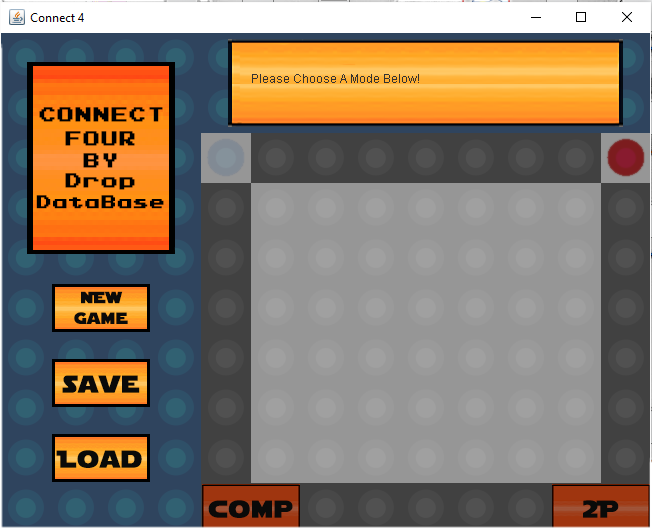 Connect 4
Please Choose A Mode Below!
CONNECT
FOUR
BY
Drop
DataBase
NEW
GAME
SAVE
LOAD
COMP
2P